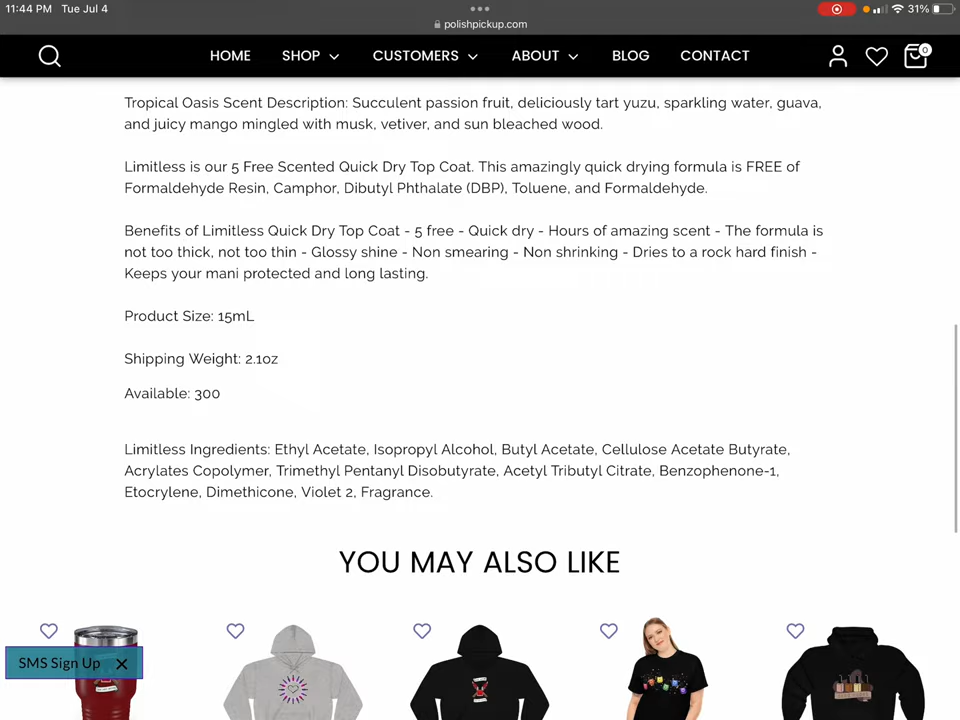 11:44 PM Tue Jul 4
31%
polishpickup.com
HOME SHOP CUSTOMERS ABOUT BLOG CONTACT 0
Tropical Oasis Scent Description: Succulent passion fruit, deliciously tart yuzu, sparkling water, guava,
and juicy mango mingled with musk, vetiver, and sun bleached wood.
Limitless is our 5 Free Scented Quick Dry Top Coat. This amazingly quick drying formula is FREE of
Formaldehyde Resin, Camphor, Dibutyl Phthalate (DBP), Toluene, and Formaldehyde.
Benefits of Limitless Quick Dry Top Coat - 5 free - Quick dry - Hours of amazing scent - The formula is
not too thick, not too thin - Glossy shine - Non smearing - Non shrinking - Dries to a rock hard finish -
Keeps your mani protected and long lasting.
Product Size: 15mL
Shipping Weight: 2.1oz
Available: 300
Limitless Ingredients: Ethyl Acetate, Isopropyl Alcohol, Butyl Acetate, Cellulose Acetate Butyrate,
Acrylates Copolymer, Trimethyl Pentanyl Disobutyrate, Acetyl Tributyl Citrate, Benzophenone-1,
Etocrylene, Dimethicone, Violet 2, Fragrance.
YOU MAY ALSO LIKE
SMS Sign Up